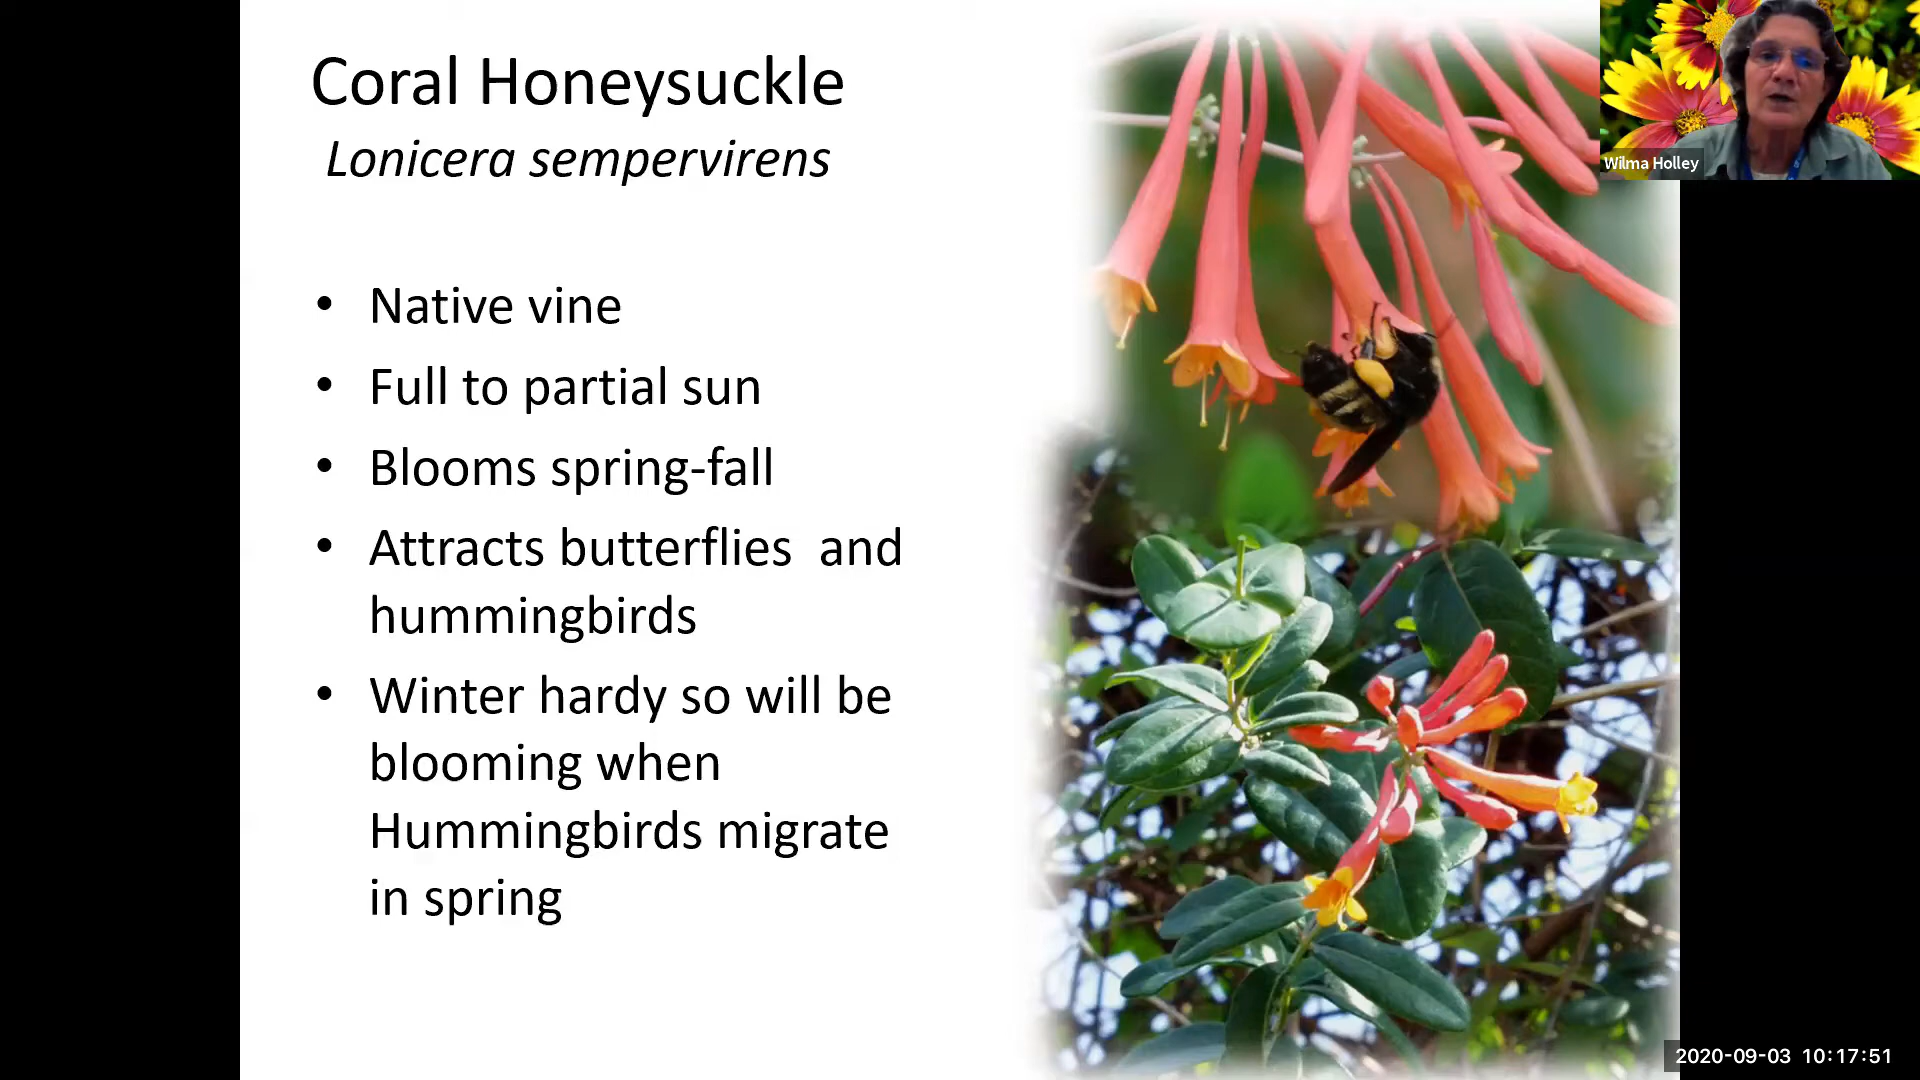 Coral Honeysuckle
Lonicera sempervirens
• Native vine
• Full to partial sun
• Blooms spring-fall
• Attracts butterflies  and
hummingbirds
• Winter hardy so will be
blooming when
Hummingbirds migrate
in spring
Wilma Holley
2020-09-03 10:17:51